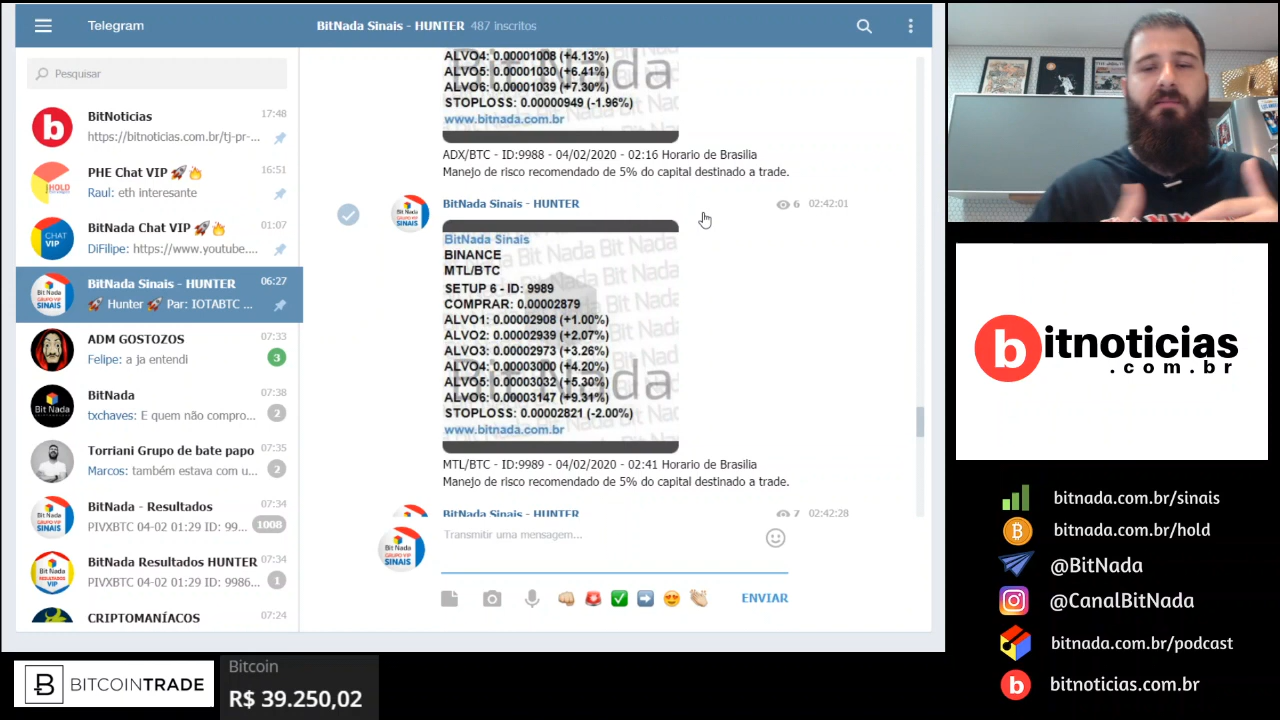 Telegram
BitNada Sinais - HUNTER 487 inscritos
Pesquisar
BitNoticias 17:48
https://bitnoticias.com.br/tj-pr-...
PHE Chat VIP 🚀🔥 16:51
Raul: eth interesante
BitNada Chat VIP 🚀🔥 01:07
DiFilipe: https://www.youtube...
BitNada Sinais - HUNTER 06:27
🚀 Hunter 🚀 Par: IOTABTC ...
ADM GOSTOZOS 07:33
Felipe: a ja entendi 3
BitNada 07:38
txchaves: E quem não compro... 2
Torriani Grupo de bate papo 07:35
Marcos: também estava com u... 2
BitNada - Resultados 07:34
PIVXBTC 04-02 01:29 ID: 99... 1008
BitNada Resultados HUNTER 07:34
PIVXBTC 04-02 01:29 ID: 9986... 1
CRIPTOMANÍACOS 07:24
ALVO4: 0.00001008 (+4.13%)
ALVO5: 0.00001030 (+6.41%)
ALVO6: 0.00001039 (+7.30%)
STOPLOSS: 0.00000949 (-1.96%)
www.bitnada.com.br
ADX/BTC - ID:9988 - 04/02/2020 - 02:16 Horario de Brasilia
Manejo de risco recomendado de 5% do capital destinado a trade.
BitNada Sinais - HUNTER 6 02:42:01
BitNada Sinais
BINANCE
MTL/BTC
SETUP 6 - ID: 9989
COMPRAR: 0.00002879
ALVO1: 0.00002908 (+1.00%)
ALVO2: 0.00002939 (+2.07%)
ALVO3: 0.00002973 (+3.26%)
ALVO4: 0.00003000 (+4.20%)
ALVO5: 0.00003032 (+5.30%)
ALVO6: 0.00003147 (+9.31%)
STOPLOSS: 0.00002821 (-2.00%)
www.bitnada.com.br
MTL/BTC - ID:9989 - 04/02/2020 - 02:41 Horario de Brasilia
Manejo de risco recomendado de 5% do capital destinado a trade.
BitNada Sinais - HUNTER 7 02:42:28
Transmitir uma mensagem...
ENVIAR
bitnoticias
.com.br
bitnada.com.br/sinais
bitnada.com.br/hold
@BitNada
@CanalBitNada
bitnada.com.br/podcast
bitnoticias.com.br
BITCOINTRADE
Bitcoin
R$ 39.250,02